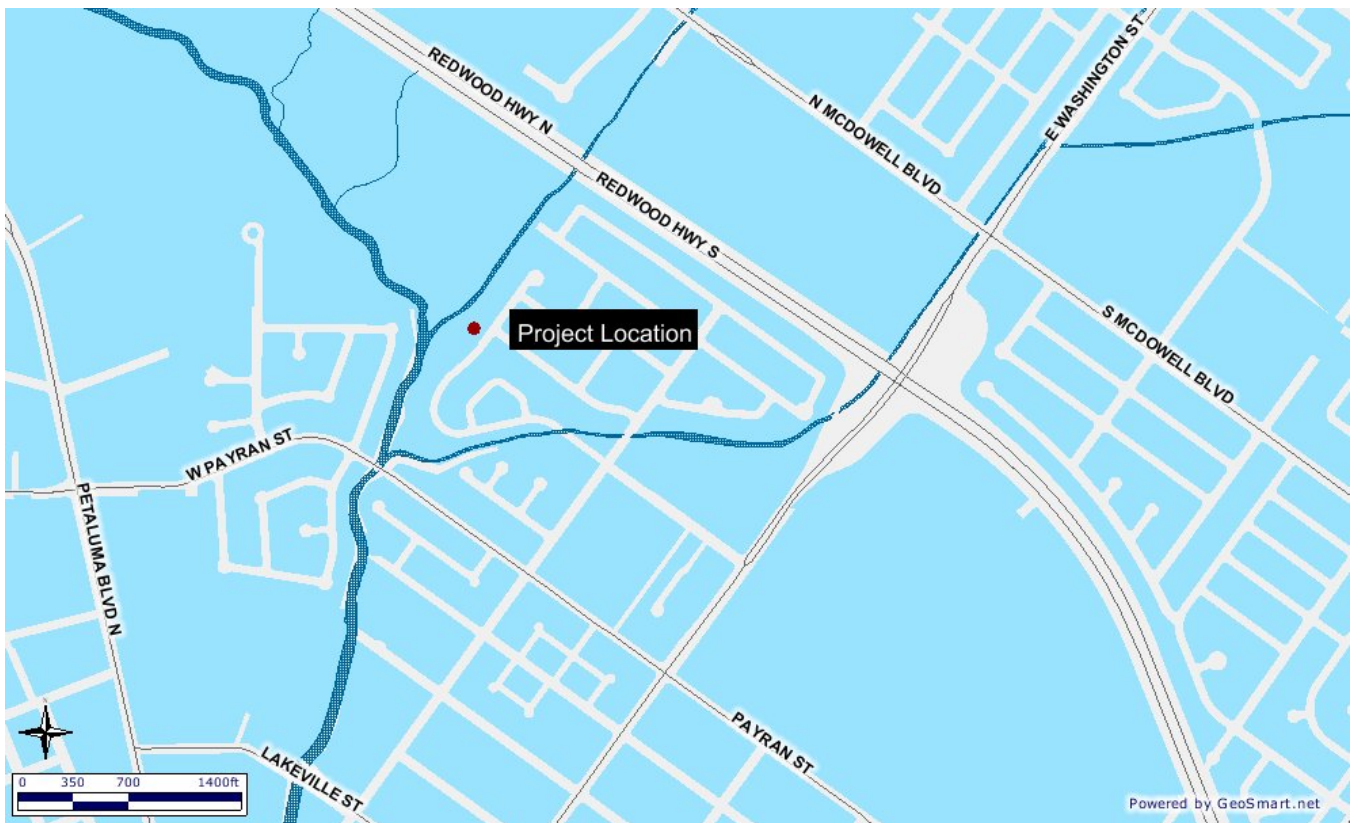 REDWOOD HWY N
N MCDOWELL BLVD
E WASHINGTON ST
REDWOOD HWY S
Project Location
S MCDOWELL BLVD
W PAYRAN ST
PETALUMA BLVD N
PAYRAN ST
LAKEVILLE ST
0 350 700 1400ft
Powered by GeoSmart.net